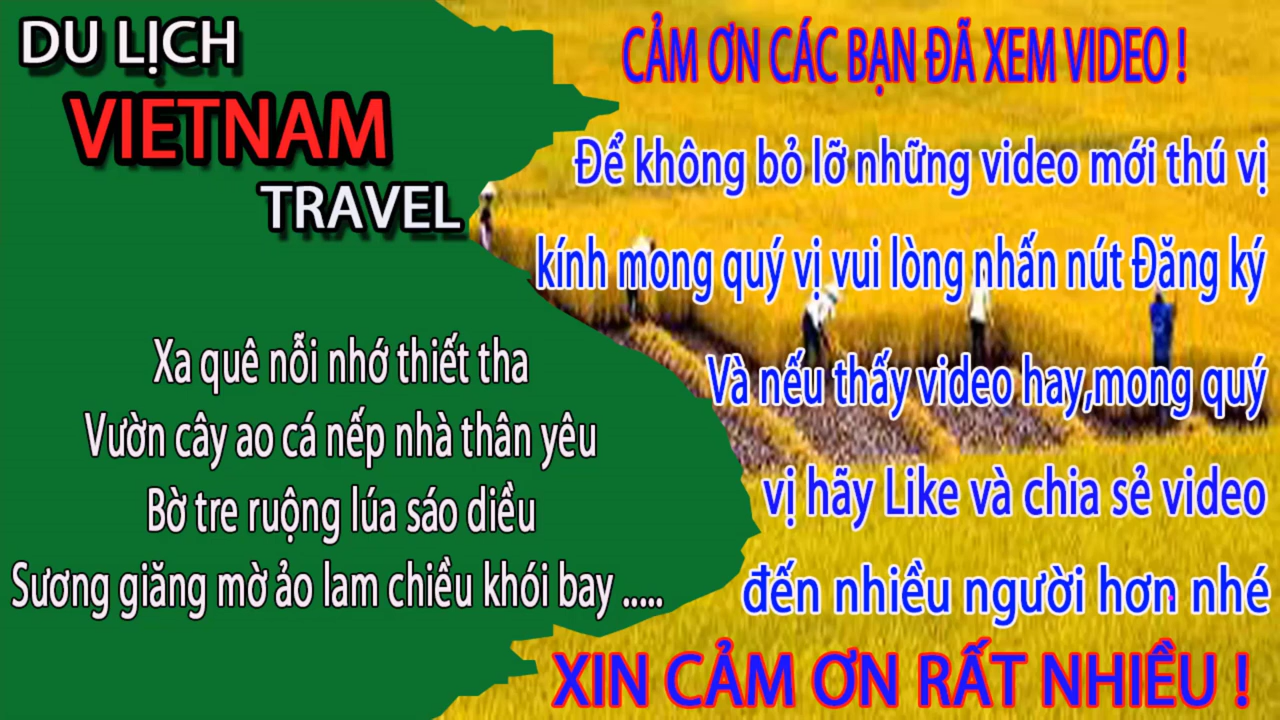 DU LỊCH
VIETNAM
TRAVEL
Xa quê nỗi nhớ thiết tha
Vườn cây ao cá nếp nhà thân yêu
Bờ tre ruộng lúa sáo diều
Sương giăng mờ ảo lam chiều khói bay .....
CẢM ƠN CÁC BẠN ĐÃ XEM VIDEO !
Để không bỏ lỡ những video mới thú vị
kính mong quý vị vui lòng nhấn nút Đăng ký
Và nếu thấy video hay,mong quý
vị hãy Like và chia sẻ video
đến nhiều người hơn nhé
XIN CẢM ƠN RẤT NHIỀU !